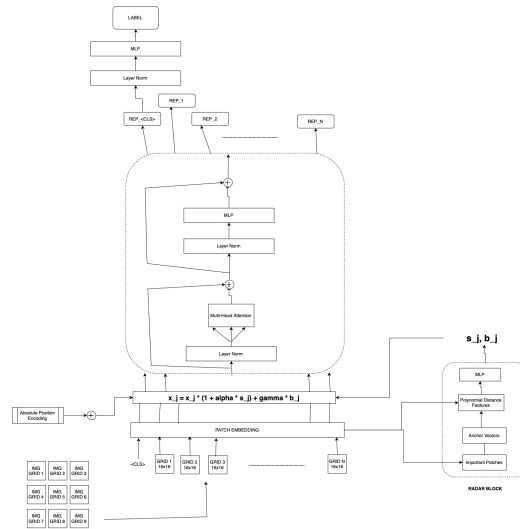 LABEL
MLP
Layer Norm
REP_<CLS>
REP_1
REP_2
REP_N
MLP
Layer Norm
Multi-Head Attention
Layer Norm
s_j, b_j
MLP
Polynomial Distance
Features
Anchor Vectors
Important Patches
RADAR BLOCK
x_j = x_j * (1 + alpha * s_j) + gamma * b_j
Absolute Position
Encoding
PATCH EMBEDDING
<CLS>
GRID 1
16x16
GRID 2
16x16
GRID 3
16x16
GRID N
16x16
IMG
GRID 1
IMG
GRID 2
IMG
GRID 3
IMG
GRID 4
IMG
GRID 5
IMG
GRID 6
IMG
GRID 7
IMG
GRID 8
IMG
GRID 9